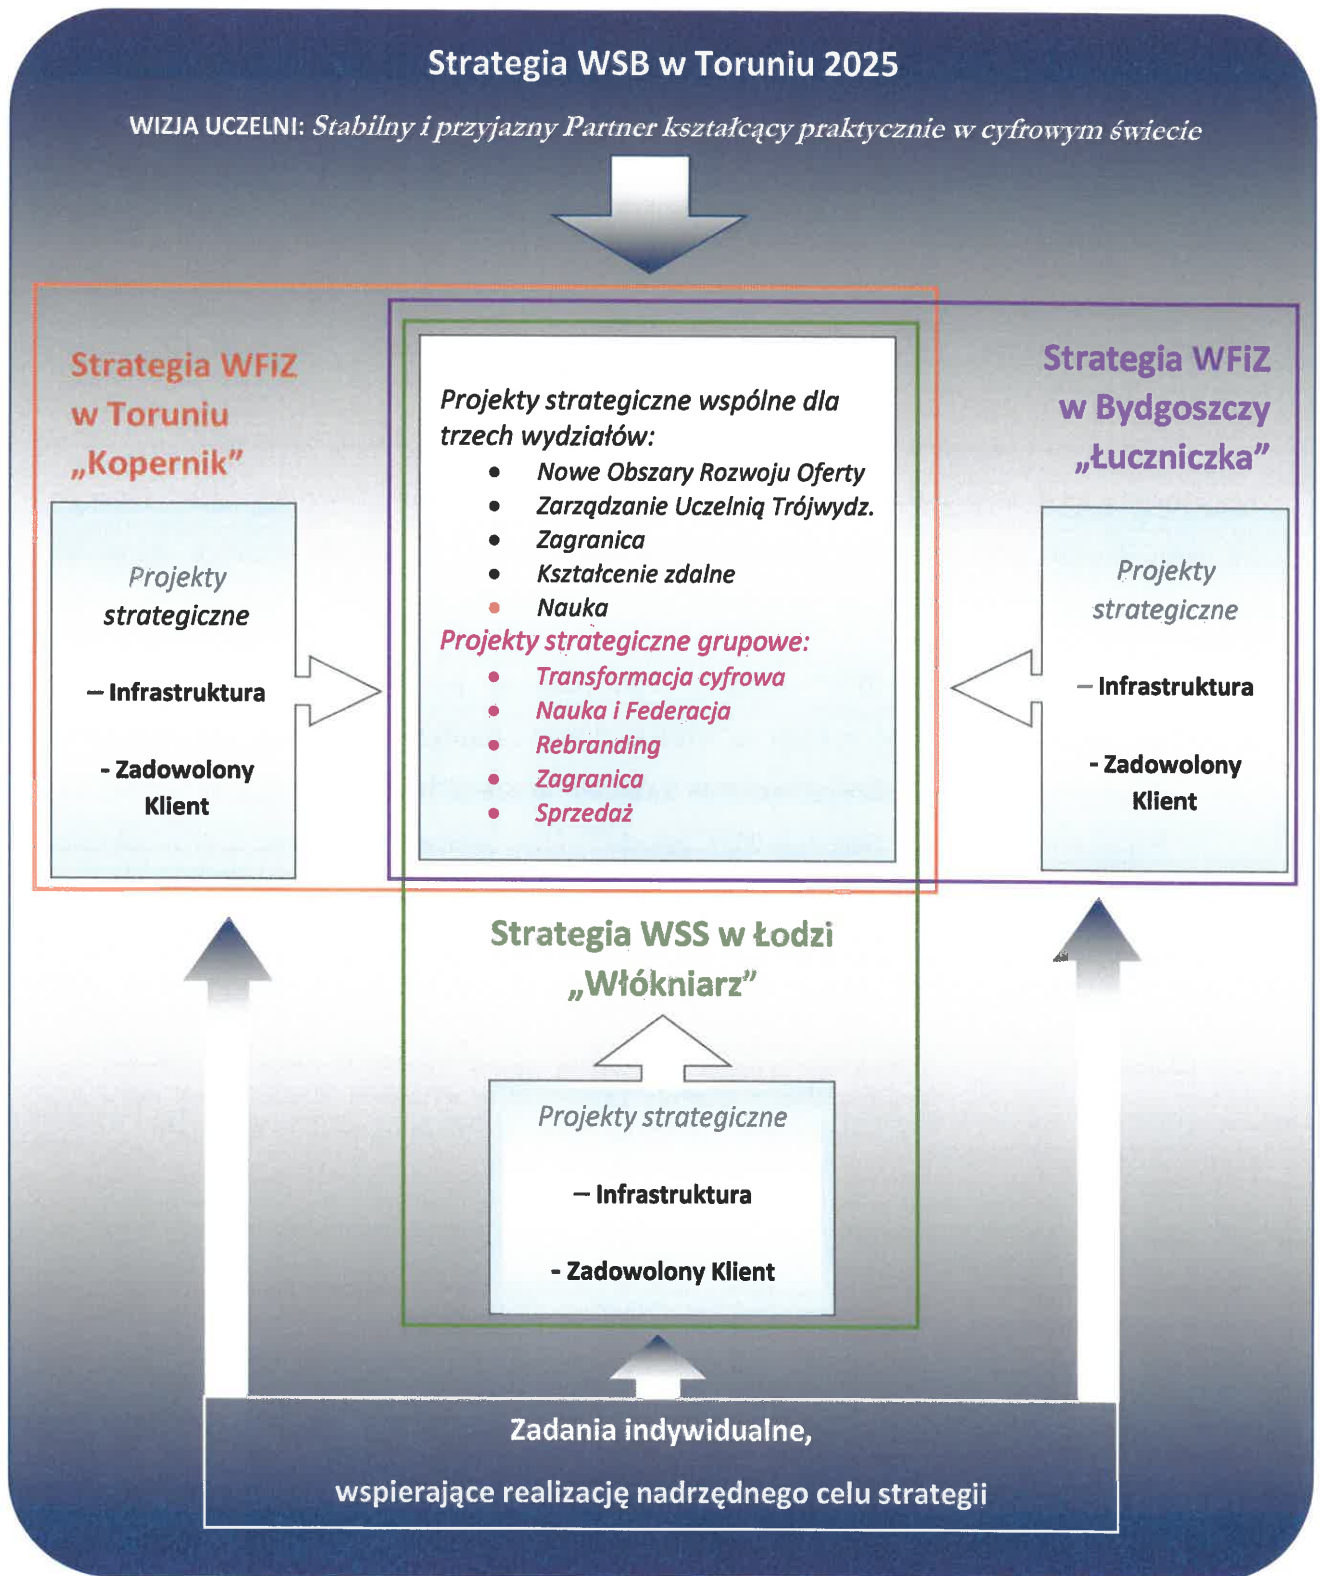 Strategia WSB w Toruniu 2025
WIZJA UCZELNI: Stabilny i przyjazny Partner kształcący praktycznie w cyfrowym świecie
Strategia WFiZ
w Toruniu
„Kopernik”
Projekty
strategiczne
– Infrastruktura
- Zadowolony
Klient
Projekty strategiczne wspólne dla
trzech wydziałów:
• Nowe Obszary Rozwoju Oferty
• Zarządzanie Uczelnią Trójwydz.
• Zagranica
• Kształcenie zdalne
• Nauka
Projekty strategiczne grupowe:
• Transformacja cyfrowa
• Nauka i Federacja
• Rebranding
• Zagranica
• Sprzedaż
Strategia WFiZ
w Bydgoszczy
„Łuczniczka”
Projekty
strategiczne
– Infrastruktura
- Zadowolony
Klient
Strategia WSS w Łodzi
„Włókniarz”
Projekty strategiczne
– Infrastruktura
- Zadowolony Klient
Zadania indywidualne,
wspierające realizację nadrzędnego celu strategii